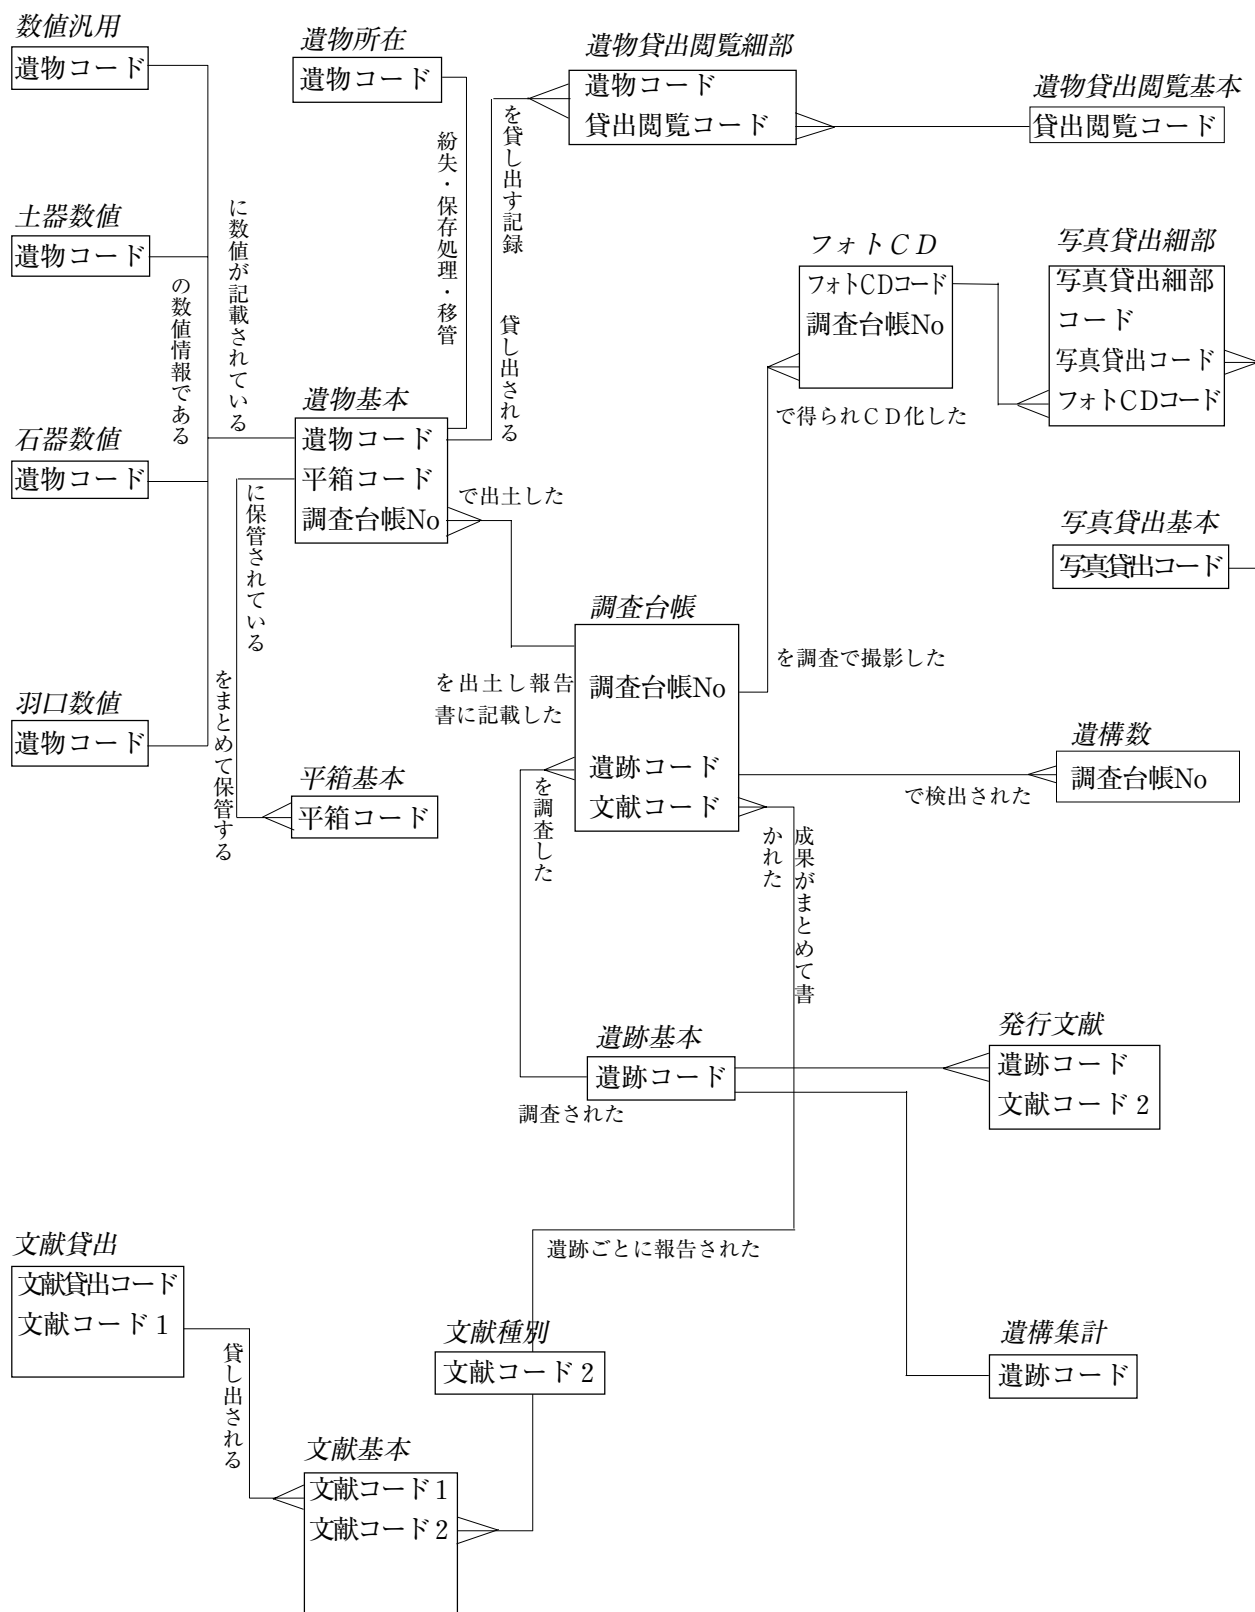 数値汎用
遺物コード
遺物所在
遺物コード
遺物貸出閲覧細部
遺物コード
貸出閲覧コード
遺物貸出閲覧基本
貸出閲覧コード
土器数値
遺物コード
に数値が記載されている
の数値情報である
紛失・保存処理・移管
を貸し出す記録
貸し出される
フォトＣＤ
フォトCDコード
調査台帳No
写真貸出細部
写真貸出細部
コード
写真貸出コード
フォトCDコード
石器数値
遺物コード
遺物基本
遺物コード
平箱コード
調査台帳No
で出土した
で得られＣＤ化した
写真貸出基本
写真貸出コード
に保管されている
をまとめて保管する
調査台帳
調査台帳No
遺跡コード
文献コード
を出土し報告
書に記載した
を調査で撮影した
羽口数値
遺物コード
平箱基本
平箱コード
を調査した
遺構数
調査台帳No
で検出された
成果がまとめて書
かれた
遺跡基本
遺跡コード
調査された
発行文献
遺跡コード
文献コード２
遺跡ごとに報告された
文献貸出
文献貸出コード
文献コード１
貸し出される
文献種別
文献コード２
遺構集計
遺跡コード
文献基本
文献コード１
文献コード２